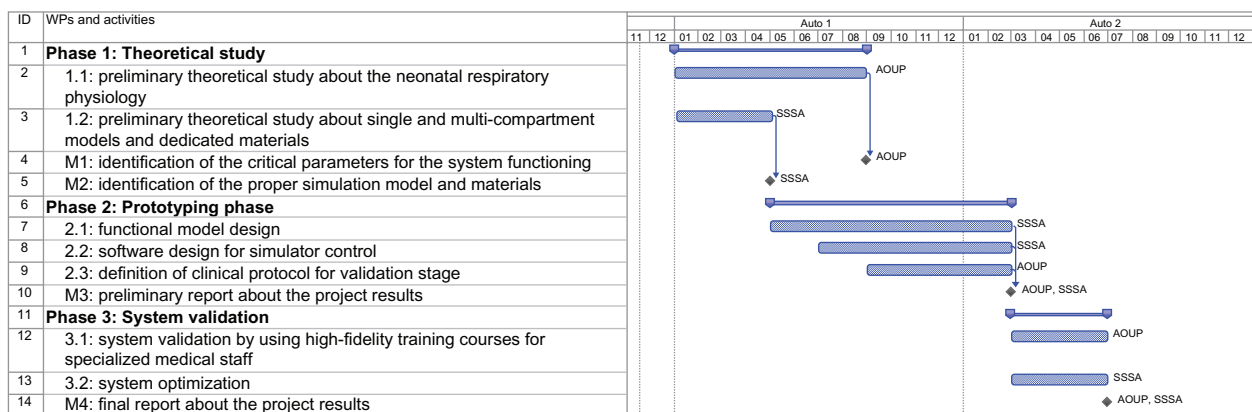 ID WPs and activities Auto 1 Auto 2
11 12 01 02 03 04 05 06 07 08 09 10 11 12 01 02 03 04 05 06 07 08 09 10 11 12
1 Phase 1: Theoretical study
2 1.1: preliminary theoretical study about the neonatal respiratory AOUP
physiology
3 1.2: preliminary theoretical study about single and multi-compartment SSSA
models and dedicated materials
4 M1: identification of the critical parameters for the system functioning AOUP
5 M2: identification of the proper simulation model and materials SSSA
6 Phase 2: Prototyping phase
7 2.1: functional model design SSSA
8 2.2: software design for simulator control SSSA
9 2.3: definition of clinical protocol for validation stage AOUP
10 M3: preliminary report about the project results AOUP, SSSA
11 Phase 3: System validation
12 3.1: system validation by using high-fidelity training courses for AOUP
specialized medical staff
13 3.2: system optimization SSSA
14 M4: final report about the project results AOUP, SSSA